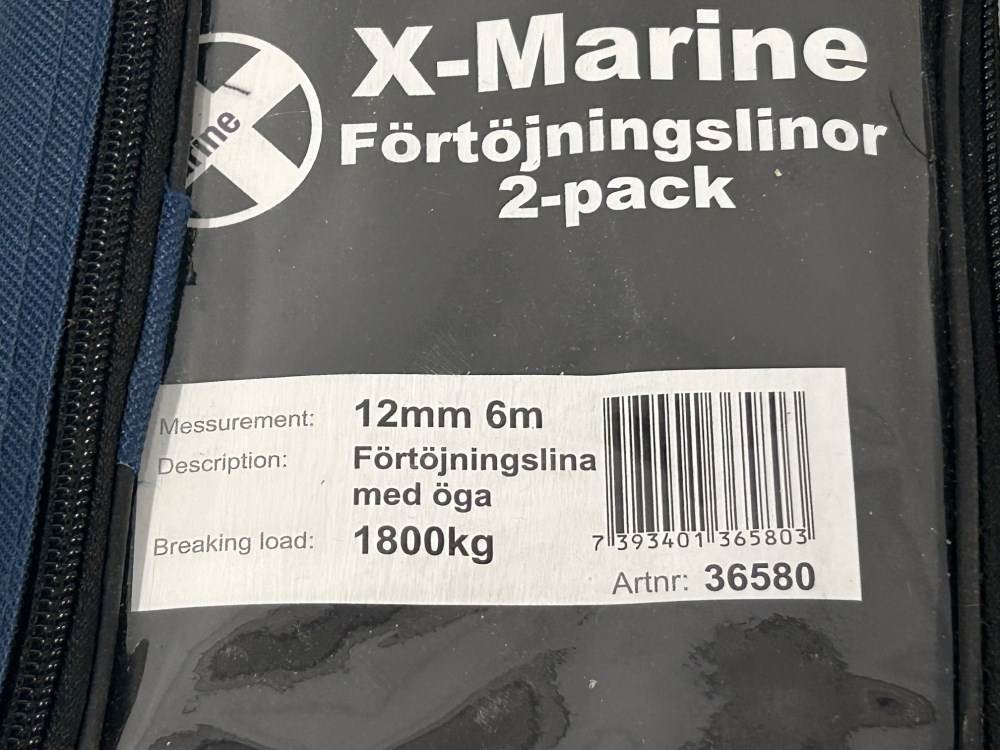 X-Marine
Förtöjningslinor
2-pack
Messurement: 12mm 6m
Description: Förtöjningslina
med öga
Breaking load: 1800kg
7 393401 365803
Artnr: 36580